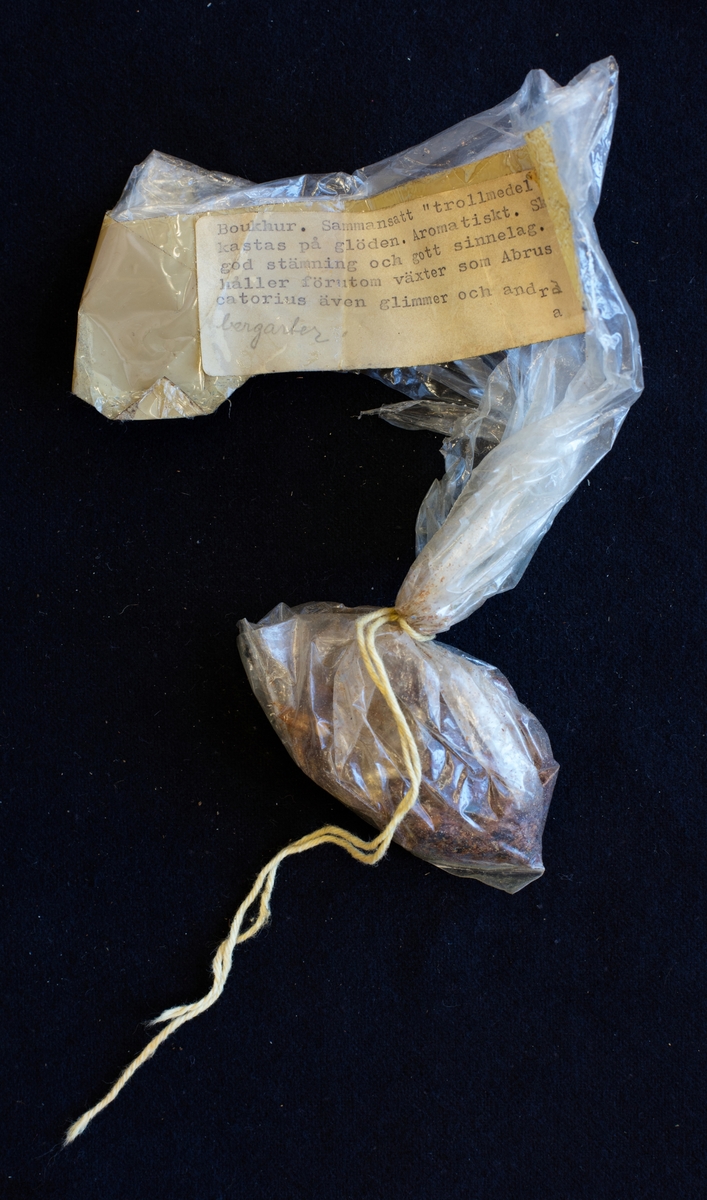 Boukhur. Sammansatt "trollmedel
kastas på glöden. Aromatiskt. Sk
god stämning och gott sinnelag.
håller förutom växter som Abrus
catorius även glimmer och andra
a
bergarter.